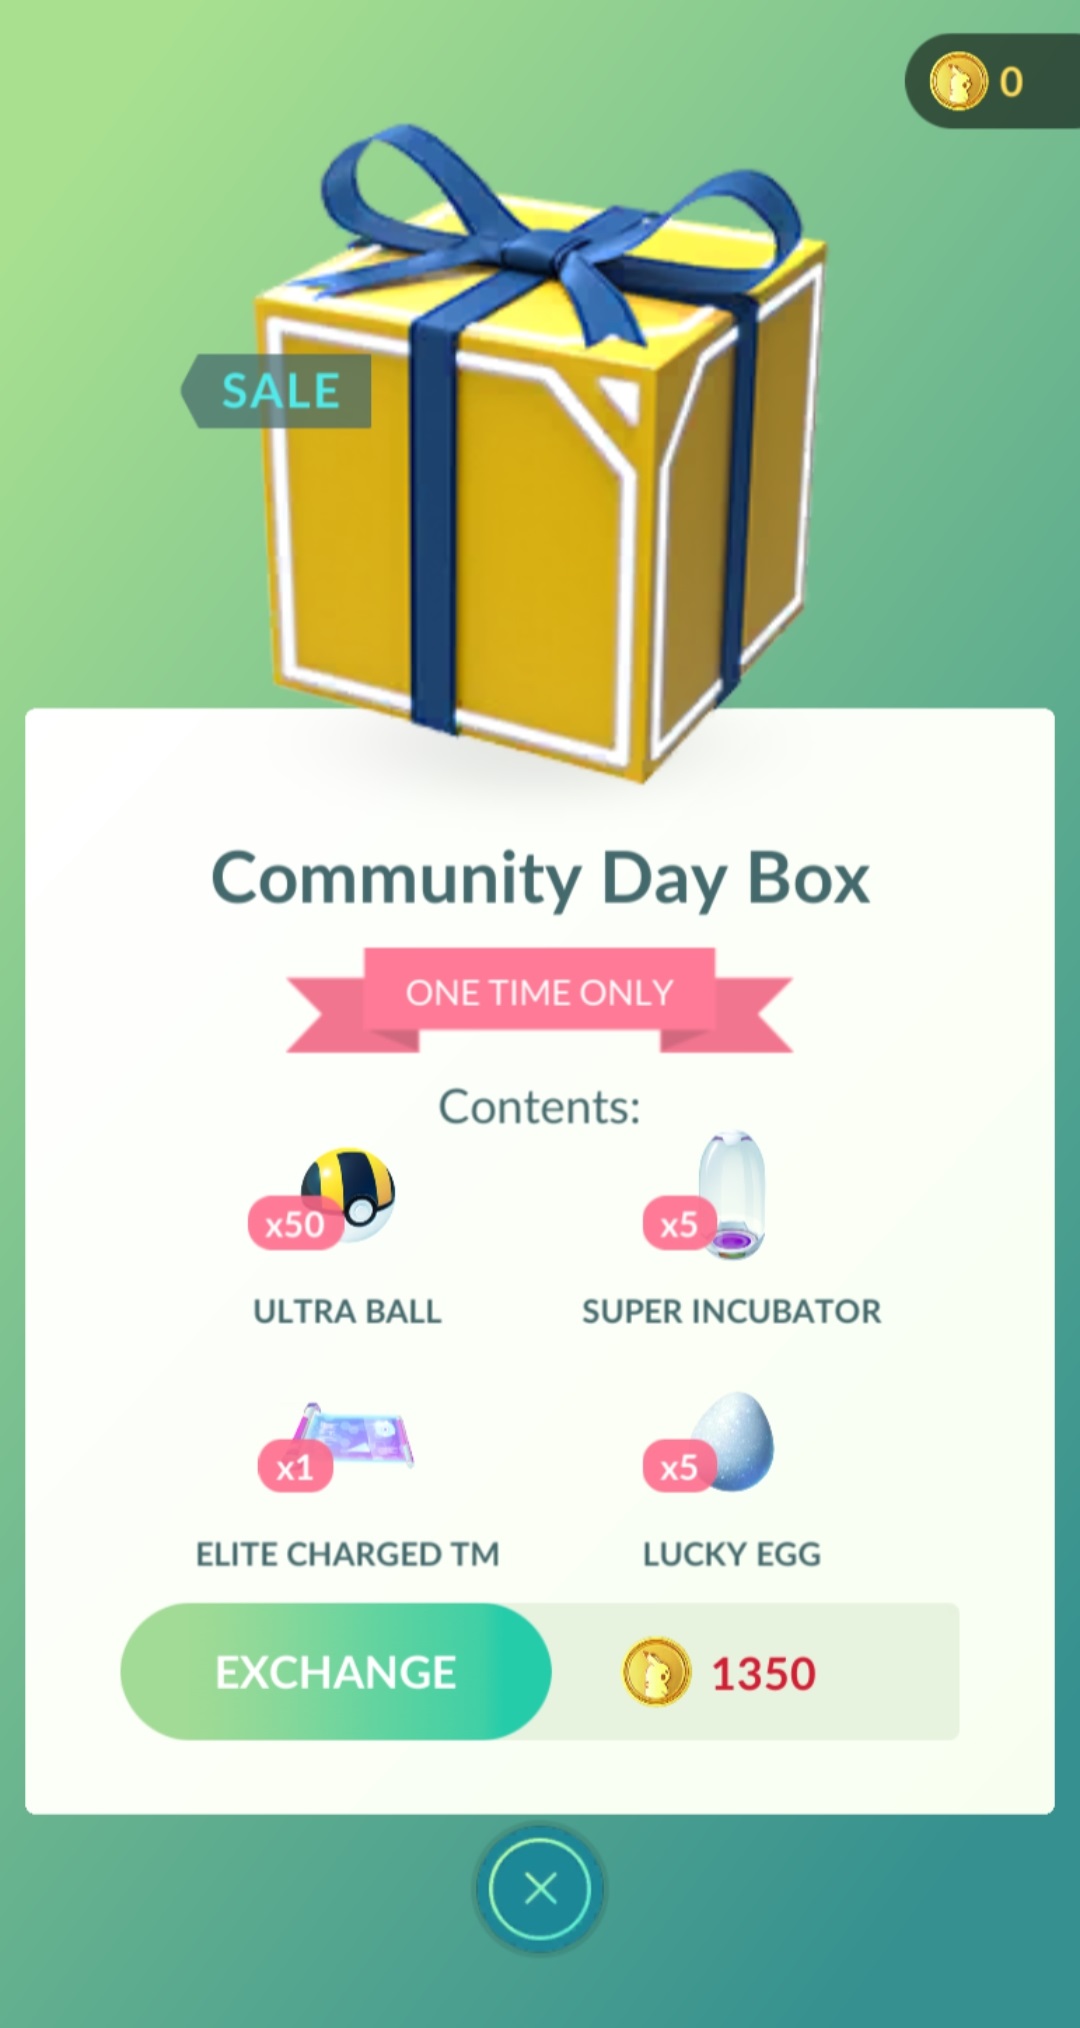 0
SALE
Community Day Box
ONE TIME ONLY
Contents:
x50
x5
ULTRA BALL
SUPER INCUBATOR
x1
x5
ELITE CHARGED TM
LUCKY EGG
EXCHANGE
1350